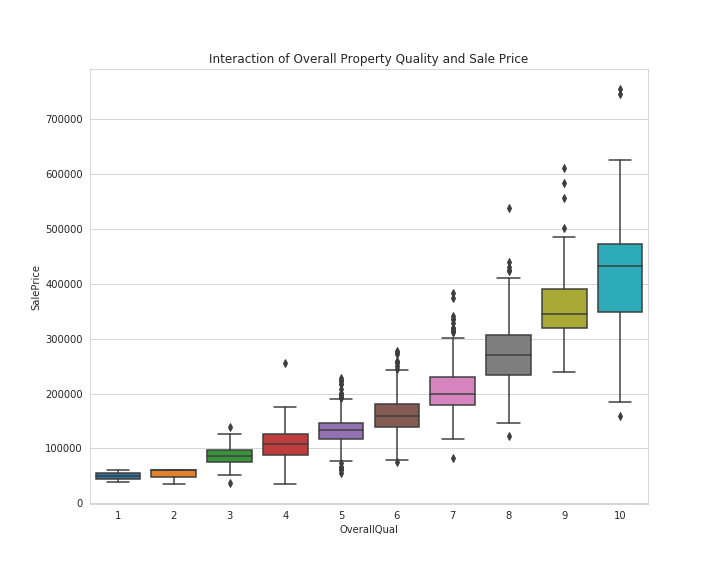 Interaction of Overall Property Quality and Sale Price
SalePrice
700000
600000
500000
400000
300000
200000
100000
0
1 2 3 4 5 6 7 8 9 10
OverallQual